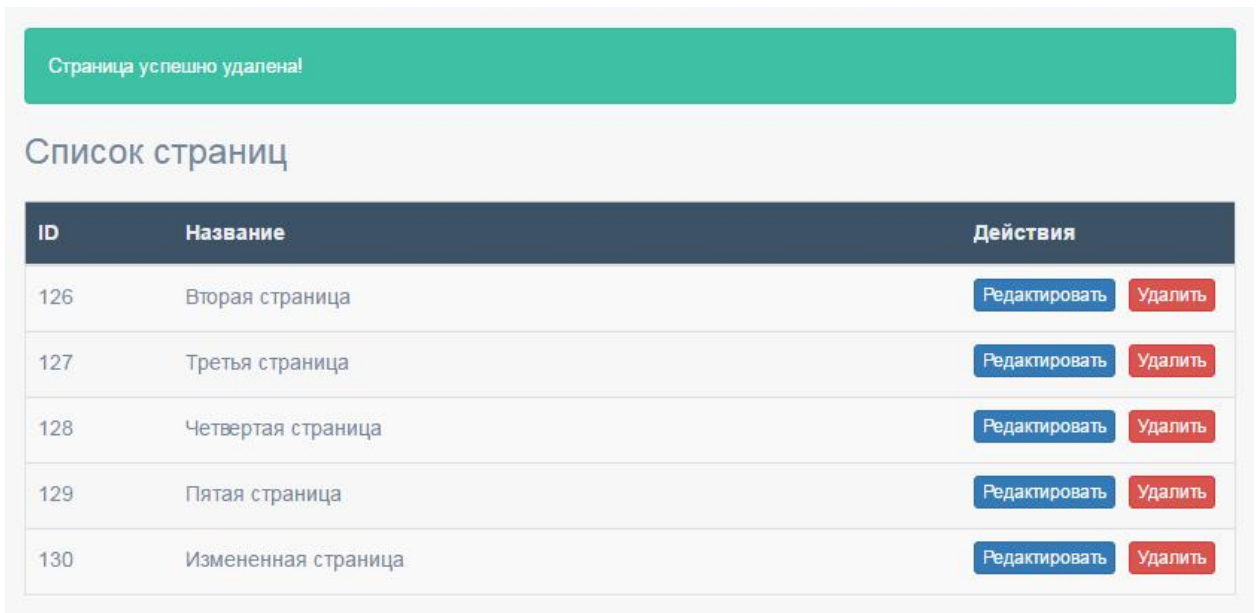 Страница успешно удалена!
Список страниц
ID Название Действия
126 Вторая страница Редактировать Удалить
127 Третья страница Редактировать Удалить
128 Четвертая страница Редактировать Удалить
129 Пятая страница Редактировать Удалить
130 Измененная страница Редактировать Удалить